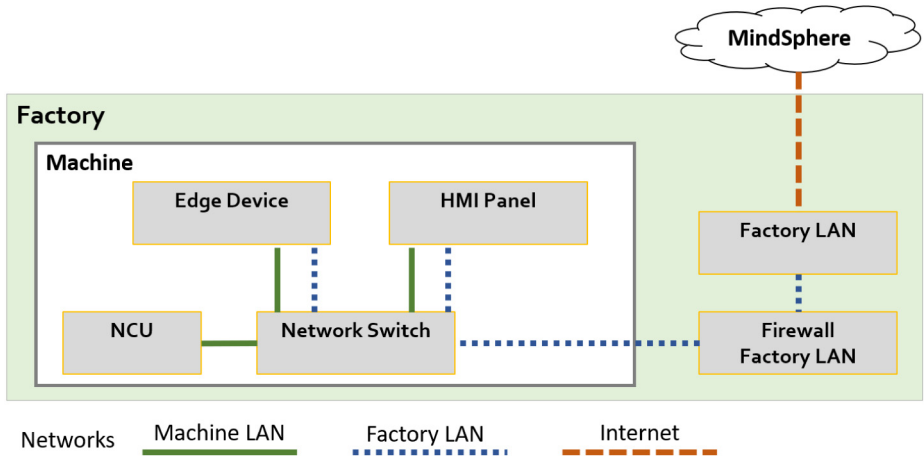 MindSphere
Factory
Machine
Edge Device
HMI Panel
Factory LAN
NCU
Network Switch
Firewall
Factory LAN
Networks
Machine LAN
Factory LAN
Internet